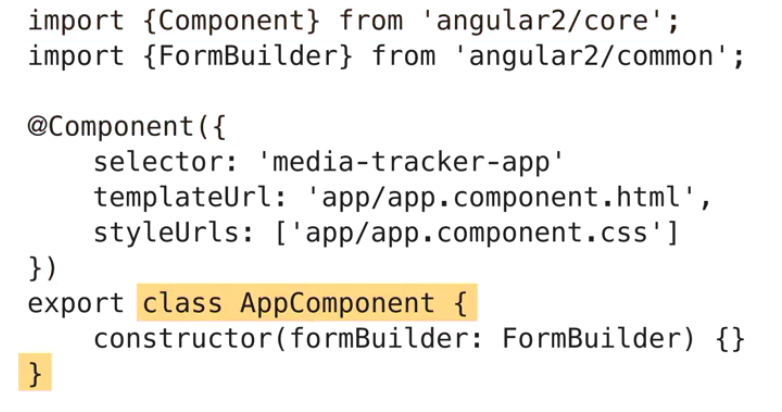 import {Component} from 'angular2/core';
import {FormBuilder} from 'angular2/common';

@Component({
    selector: 'media-tracker-app'
    templateUrl: 'app/app.component.html',
    styleUrls: ['app/app.component.css']
})
export class AppComponent {
    constructor(formBuilder: FormBuilder) {}
}